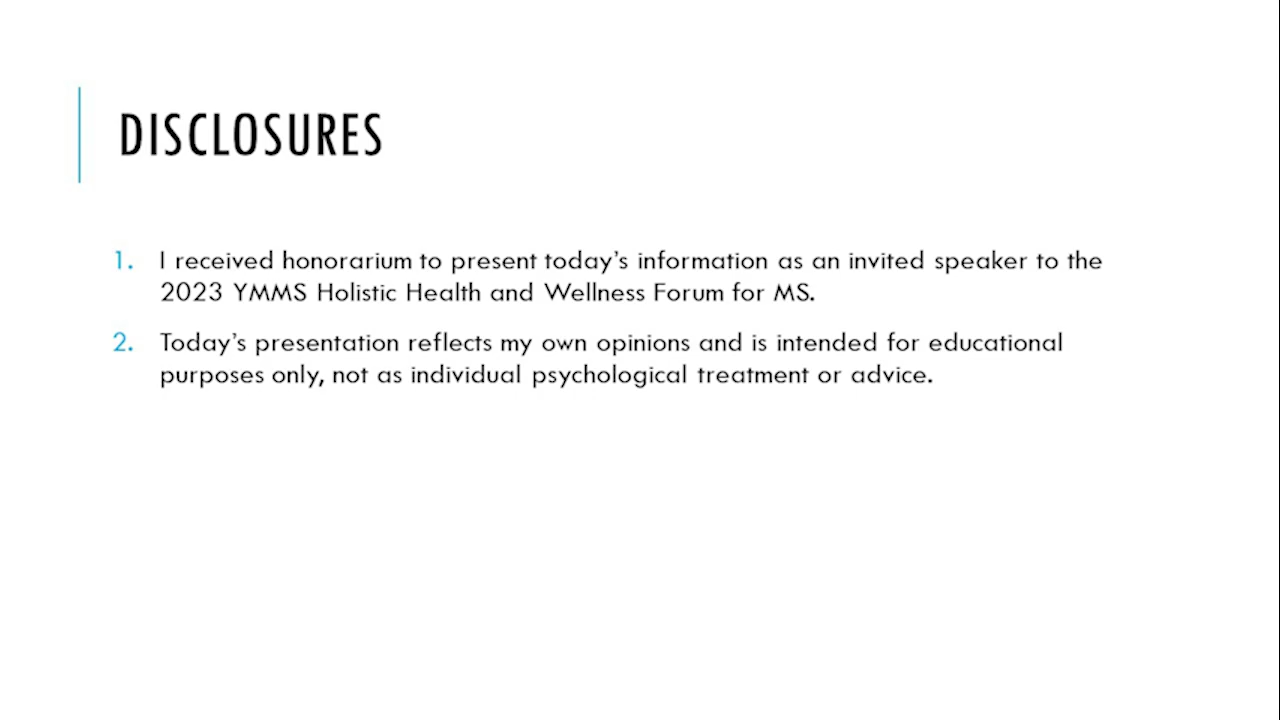 DISCLOSURES
1. I received honorarium to present today's information as an invited speaker to the
2023 YMMS Holistic Health and Wellness Forum for MS.
2. Today's presentation reflects my own opinions and is intended for educational
purposes only, not as individual psychological treatment or advice.